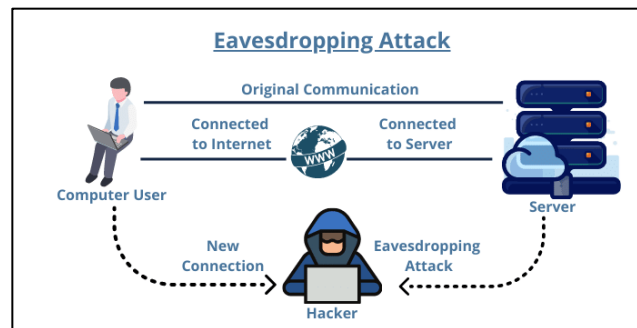 Eavesdropping Attack
Original Communication
Connected
to Internet
WWW
Connected
to Server
Computer User
Server
New
Connection
Eavesdropping
Attack
Hacker